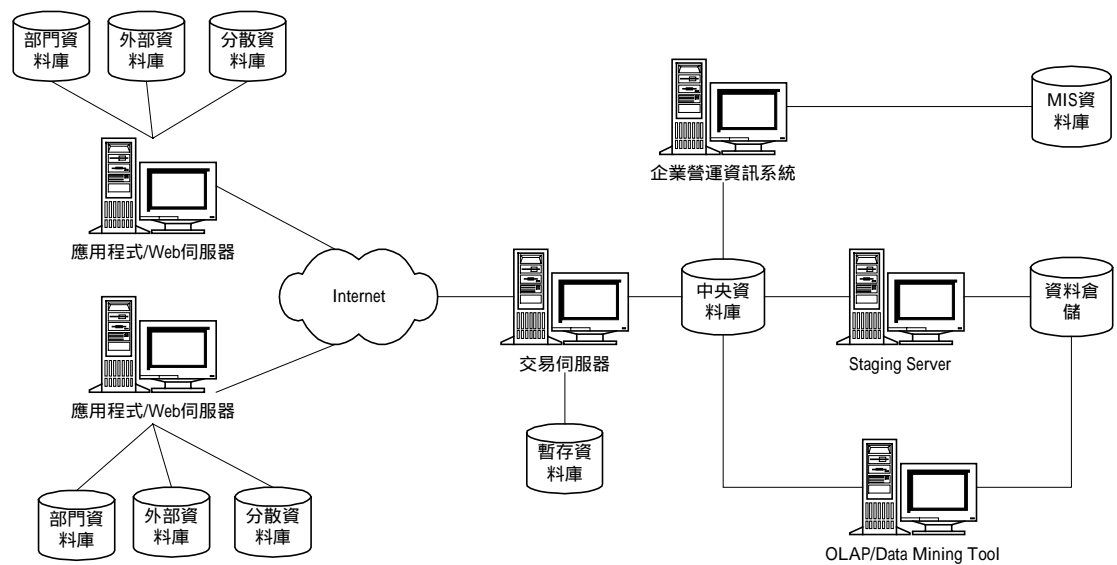 部門資
料庫
外部資
料庫
分散資
料庫
應用程式/Web伺服器
應用程式/Web伺服器
部門資
料庫
外部資
料庫
分散資
料庫
Internet
交易伺服器
暫存資
料庫
企業營運資訊系統
MIS資
料庫
中央資
料庫
Staging Server
資料倉
儲
OLAP/Data Mining Tool